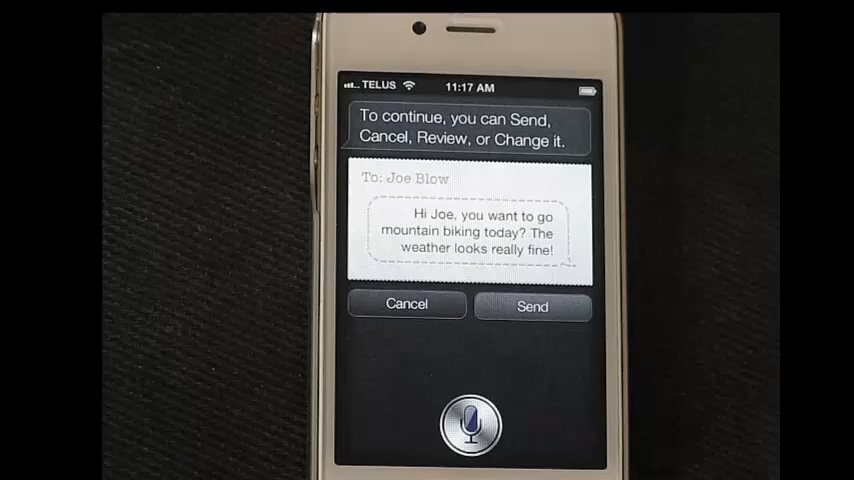 TELUS 11:17 AM
To continue, you can Send,
Cancel, Review, or Change it.
To: Joe Blow
Hi Joe, you want to go
mountain biking today? The
weather looks really fine!
Cancel Send